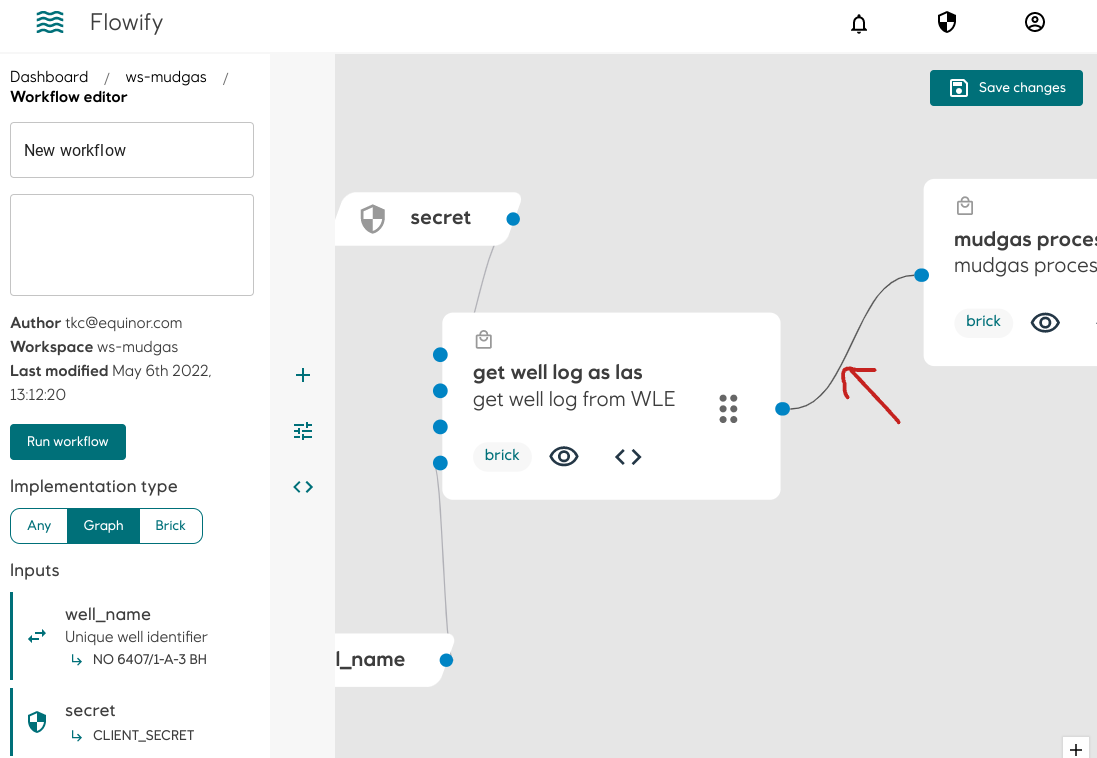 Flowify
Dashboard / ws-mudgas /
Workflow editor
New workflow
Author tkc@equinor.com
Workspace ws-mudgas
Last modified May 6th 2022,
13:12:20
Run workflow
Implementation type
Any Graph Brick
Inputs
well_name
Unique well identifier
NO 6407/1-A-3 BH
secret
CLIENT_SECRET
Save changes
secret
get well log as las
get well log from WLE
brick
l_name
mudgas proces
mudgas proces
brick